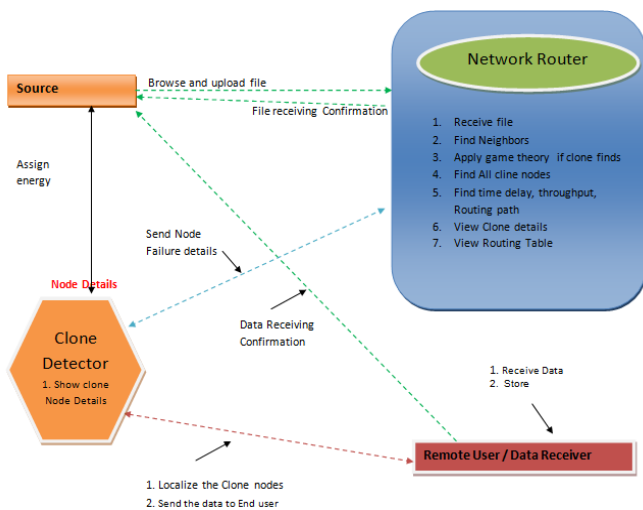 Network Router
Source
Browse and upload file
File receiving Confirmation
1. Receive file
2. Find Neighbors
3. Apply game theory if clone finds
4. Find All cline nodes
5. Find time delay, throughput,
Routing path
6. View Clone details
7. View Routing Table
Assign
energy
Send Node
Failure details
Node Details
Clone
Detector
1. Show clone
Node Details
Data Receiving
Confirmation
1. Receive Data
2. Store
Remote User / Data Receiver
1. Localize the Clone nodes
2. Send the data to End user